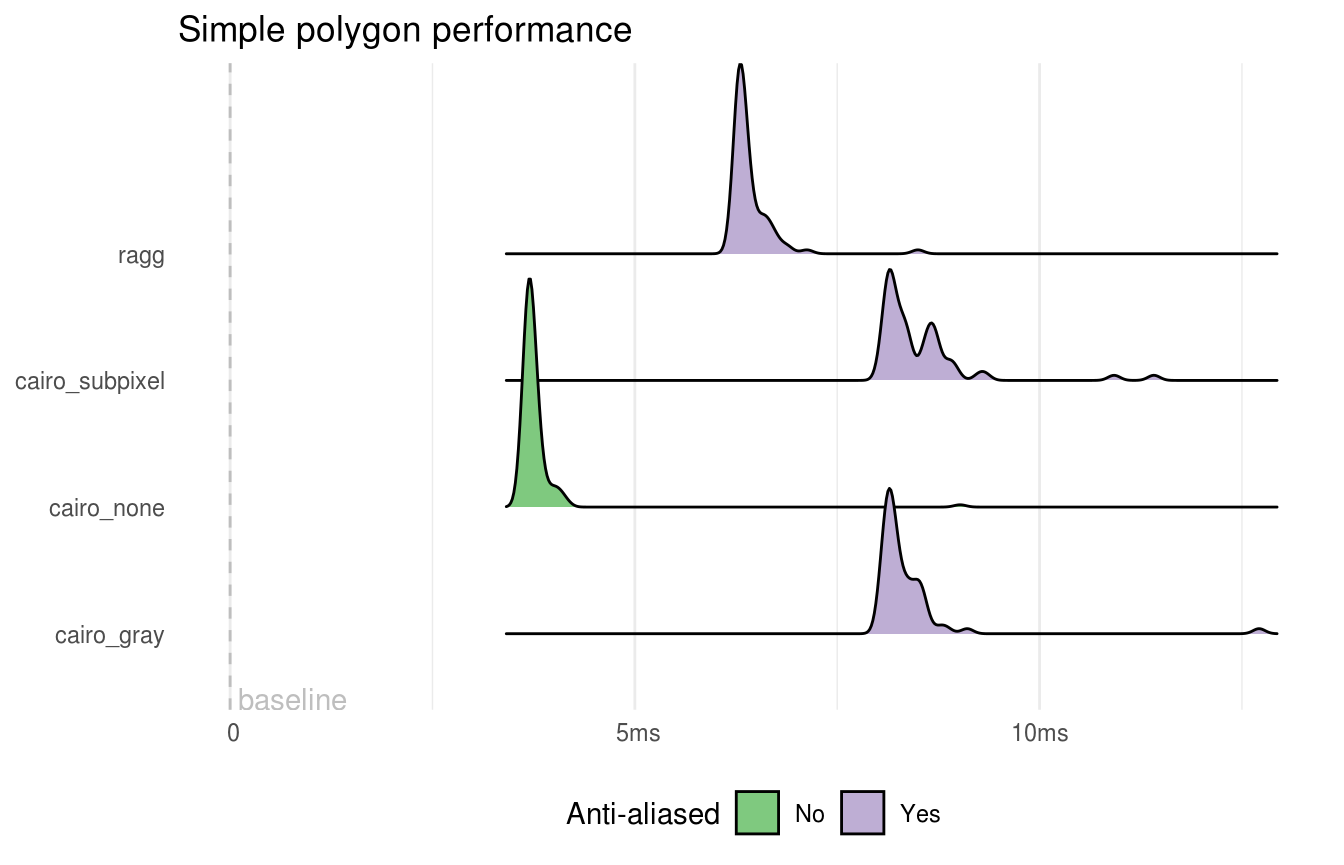 Simple polygon performance
ragg
cairo_subpixel
cairo_none
cairo_gray
baseline
0 5ms 10ms
Anti-aliased No Yes